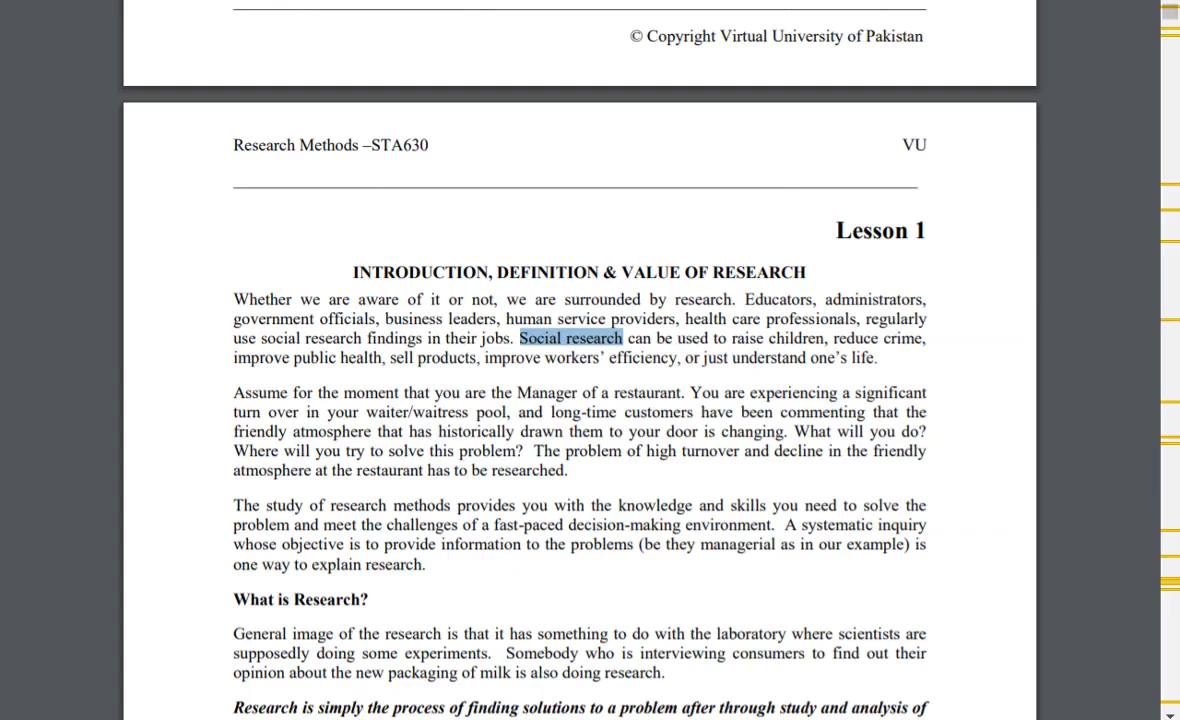 © Copyright Virtual University of Pakistan
Research Methods –STA630 VU
Lesson 1
INTRODUCTION, DEFINITION & VALUE OF RESEARCH
Whether we are aware of it or not, we are surrounded by research. Educators, administrators,
government officials, business leaders, human service providers, health care professionals, regularly
use social research findings in their jobs. Social research can be used to raise children, reduce crime,
improve public health, sell products, improve workers’ efficiency, or just understand one’s life.
Assume for the moment that you are the Manager of a restaurant. You are experiencing a significant
turn over in your waiter/waitress pool, and long-time customers have been commenting that the
friendly atmosphere that has historically drawn them to your door is changing. What will you do?
Where will you try to solve this problem? The problem of high turnover and decline in the friendly
atmosphere at the restaurant has to be researched.
The study of research methods provides you with the knowledge and skills you need to solve the
problem and meet the challenges of a fast-paced decision-making environment. A systematic inquiry
whose objective is to provide information to the problems (be they managerial as in our example) is
one way to explain research.
What is Research?
General image of the research is that it has something to do with the laboratory where scientists are
supposedly doing some experiments. Somebody who is interviewing consumers to find out their
opinion about the new packaging of milk is also doing research.
Research is simply the process of finding solutions to a problem after through study and analysis of